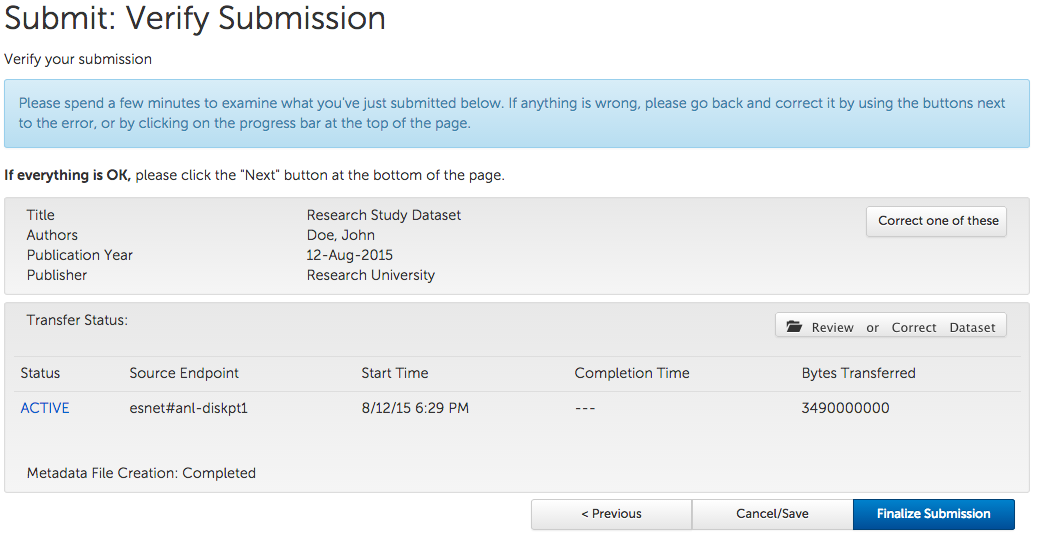 Submit: Verify Submission
Verify your submission
Please spend a few minutes to examine what you've just submitted below. If anything is wrong, please go back and correct it by using the buttons next
to the error, or by clicking on the progress bar at the top of the page.
If everything is OK, please click the "Next" button at the bottom of the page.
Title Research Study Dataset Correct one of these
Authors Doe, John
Publication Year 12-Aug-2015
Publisher Research University
Transfer Status: Review or Correct Dataset
Status Source Endpoint Start Time Completion Time Bytes Transferred
ACTIVE esnet#anl-diskpt1 8/12/15 6:29 PM --- 3490000000
Metadata File Creation: Completed
< Previous Cancel/Save Finalize Submission